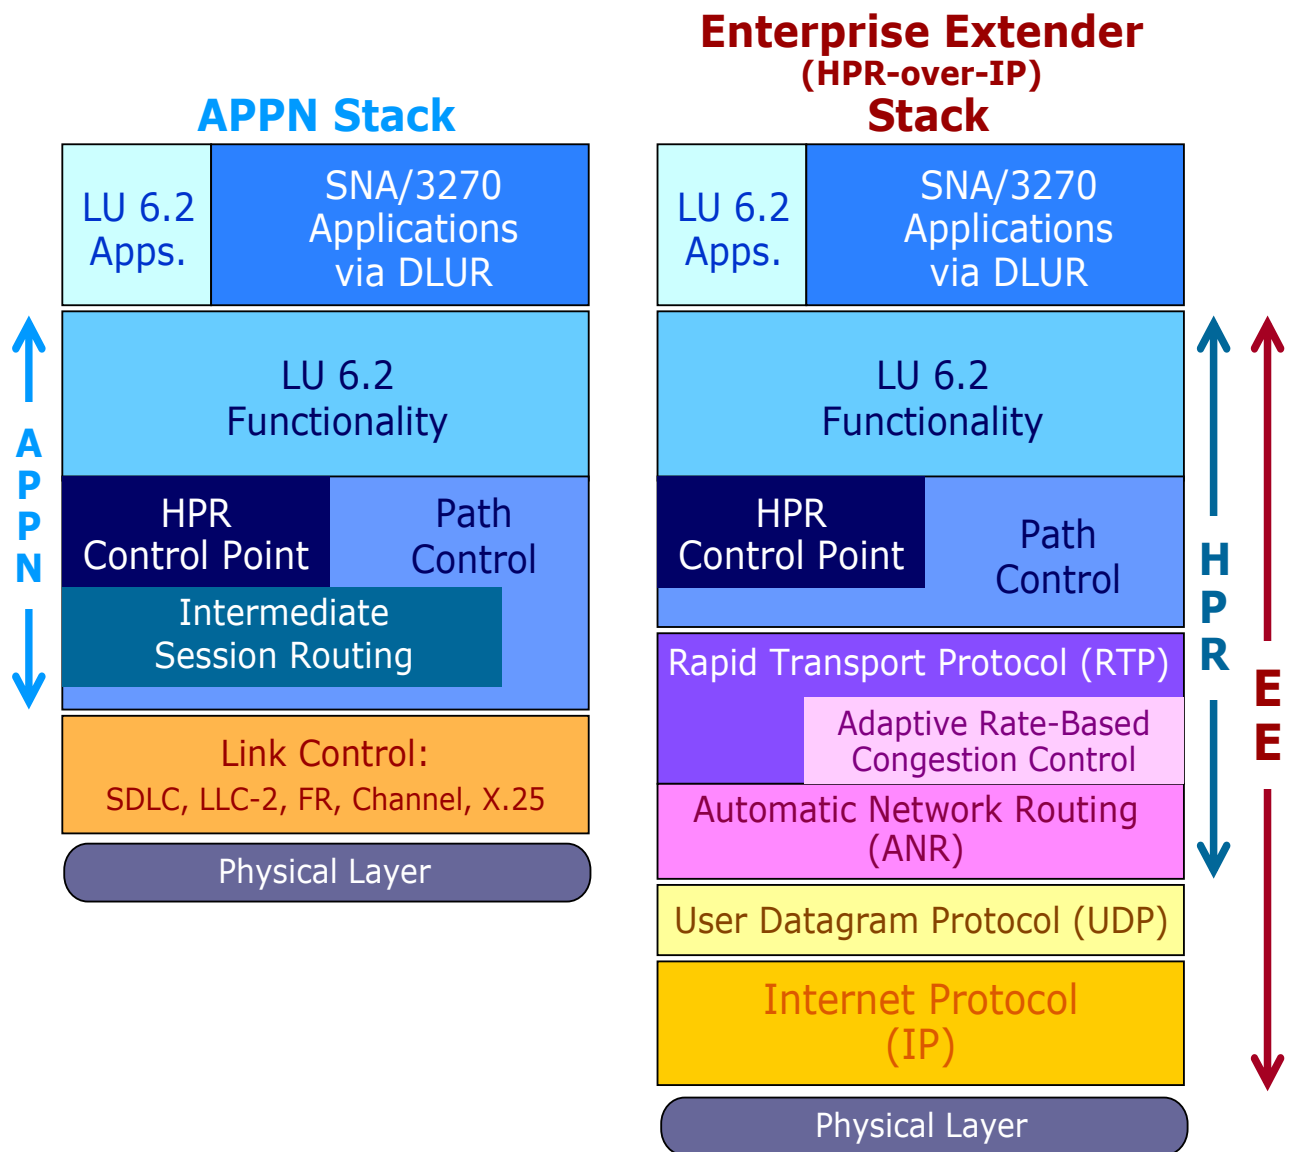 Enterprise Extender
(HPR-over-IP)
Stack
APPN Stack
LU 6.2
Apps.
SNA/3270
Applications
via DLUR
LU 6.2
Functionality
HPR
Control Point
Path
Control
Intermediate
Session Routing
Link Control:
SDLC, LLC-2, FR, Channel, X.25
Physical Layer
APPN
LU 6.2
Apps.
SNA/3270
Applications
via DLUR
LU 6.2
Functionality
HPR
Control Point
Path
Control
Rapid Transport Protocol (RTP)
Adaptive Rate-Based
Congestion Control
Automatic Network Routing
(ANR)
User Datagram Protocol (UDP)
Internet Protocol
(IP)
Physical Layer
HPR
EE